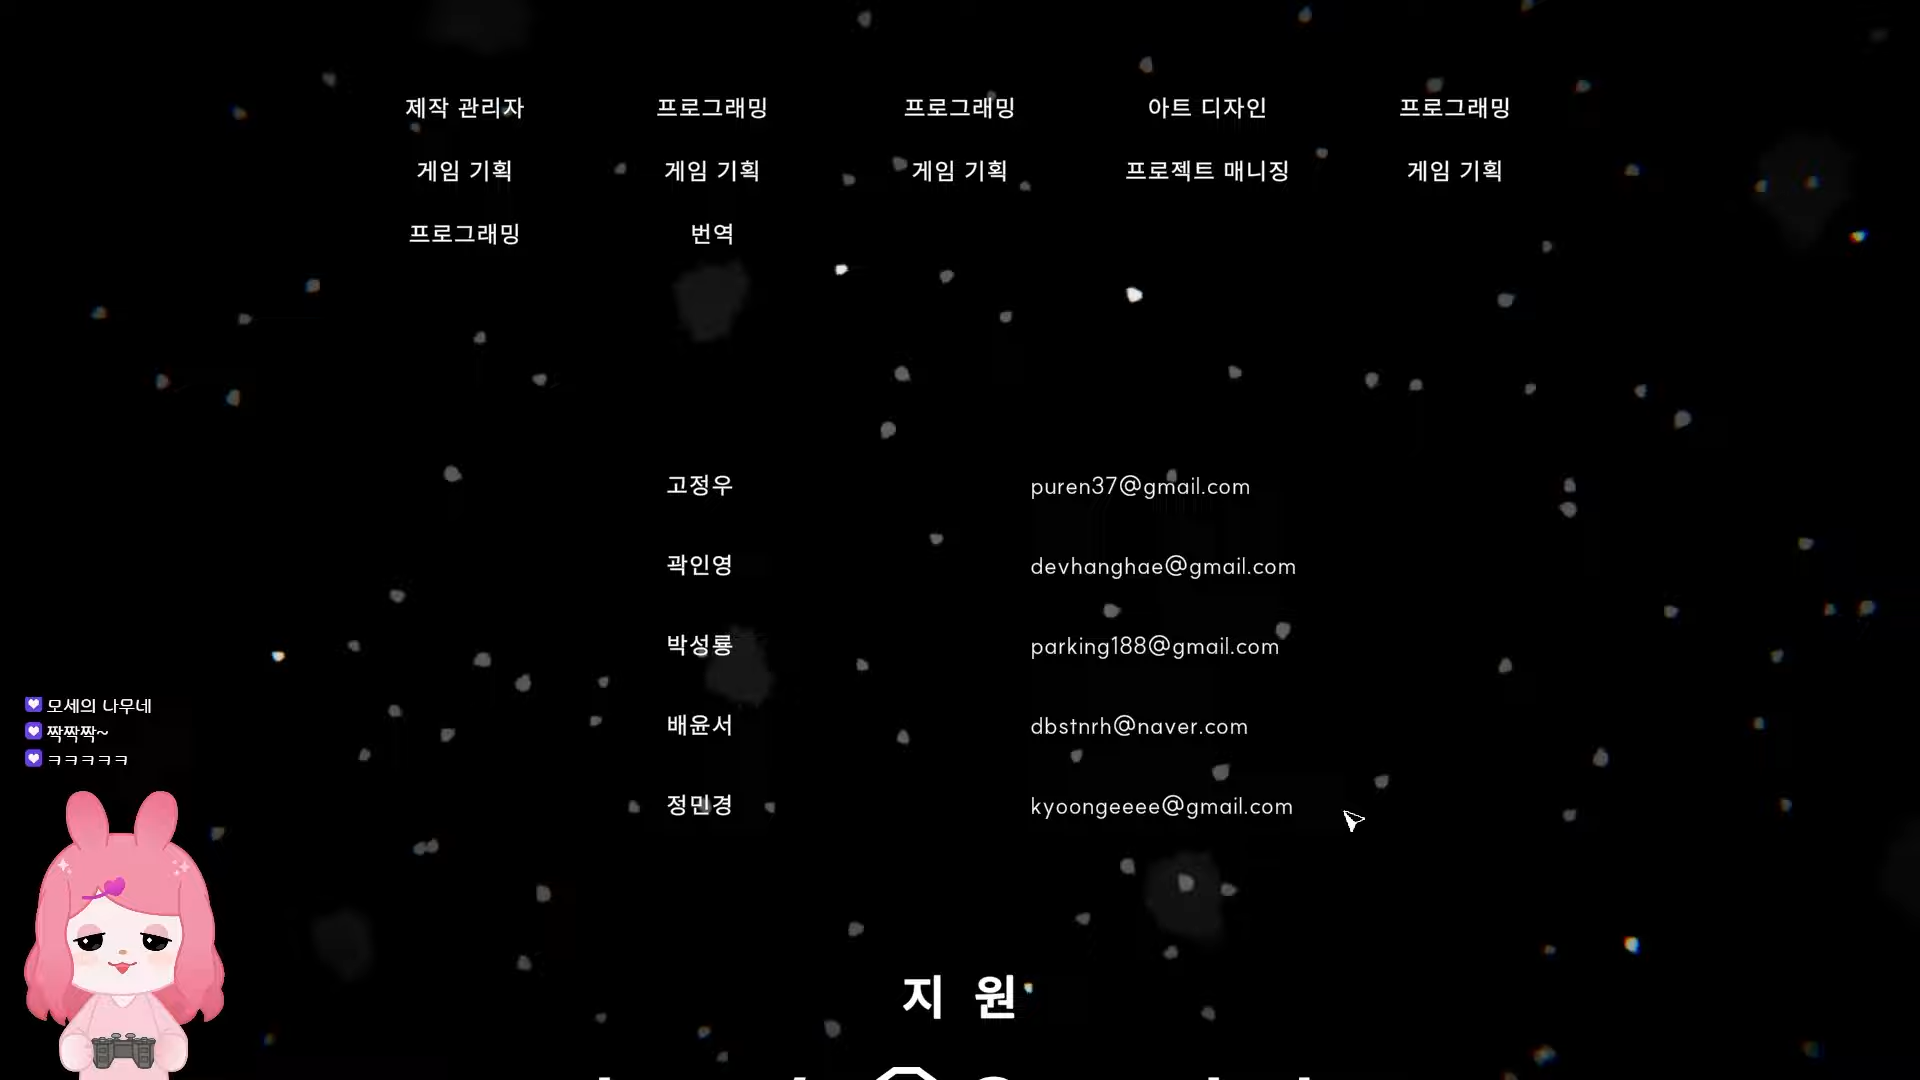 제작 관리자 프로그래밍 프로그래밍 아트 디자인 프로그래밍
게임 기획 게임 기획 게임 기획 프로젝트 매니징 게임 기획
프로그래밍 번역
고정우 puren37@gmail.com
곽인영 devhanghae@gmail.com
박성룡 parking188@gmail.com
배윤서 dbstnrh@naver.com
정민경 kyoongeeee@gmail.com
모세의 나무네
짝짝짝~
ㅋㅋㅋㅋㅋ
지 원